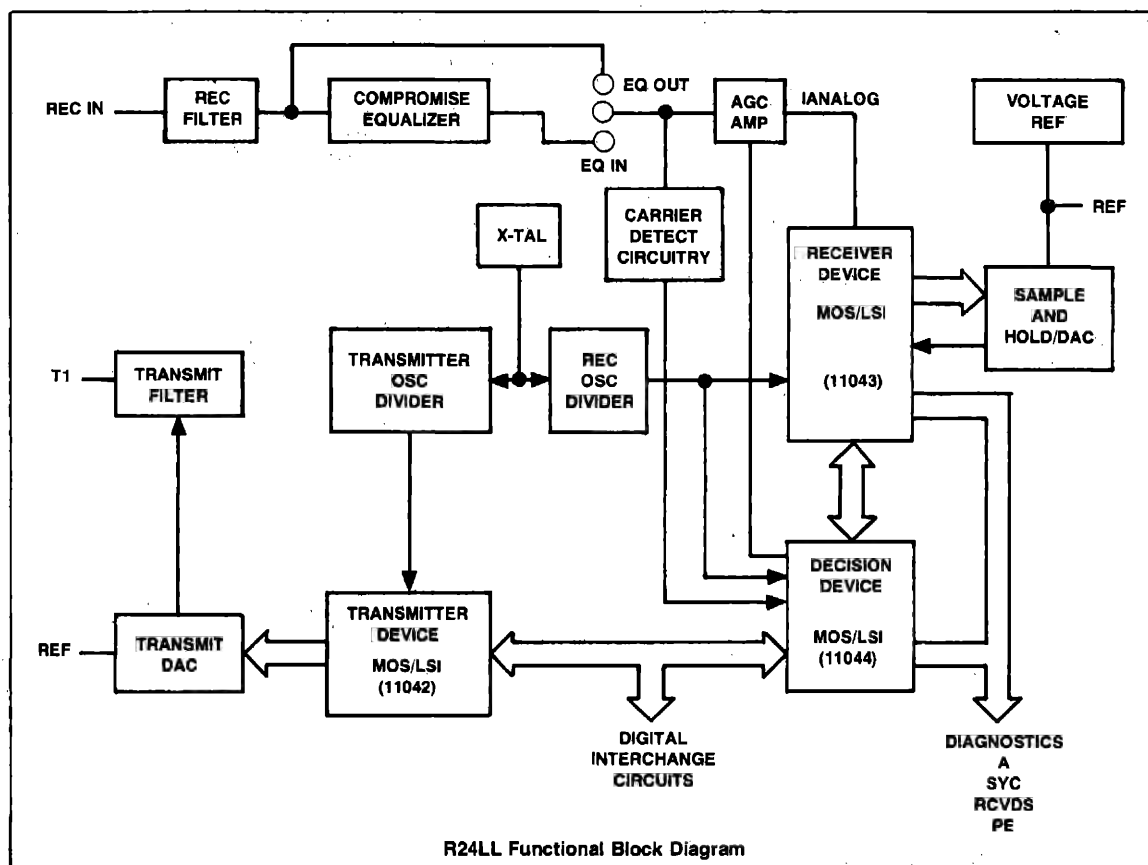 REC IN
REC
FILTER
COMPROMISE
EQUALIZER
EQ OUT
EQ IN
AGC
AMP
IANALOG
VOLTAGE
REF
REF
X-TAL
CARRIER
DETECT
CIRCUITRY
RECEIVER
DEVICE
MOS/LSI
(11043)
SAMPLE
AND
HOLD/DAC
T1
TRANSMIT
FILTER
TRANSMITTER
OSC
DIVIDER
REC
OSC
DIVIDER
REF
TRANSMIT
DAC
TRANSMITTER
DEVICE
MOS/LSI
(11042)
DECISION
DEVICE
MOS/LSI
(11044)
DIGITAL
INTERCHANGE
CIRCUITS
DIAGNOSTICS
A
SYC
RCVDS
PE
R24LL Functional Block Diagram